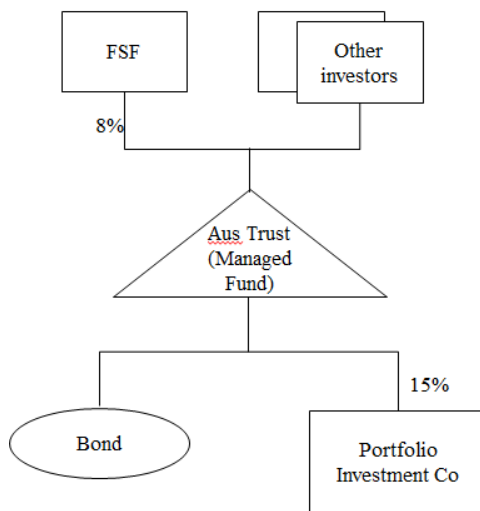 FSF
Other
investors
8%
Aus Trust
(Managed
Fund)
15%
Bond
Portfolio
Investment Co